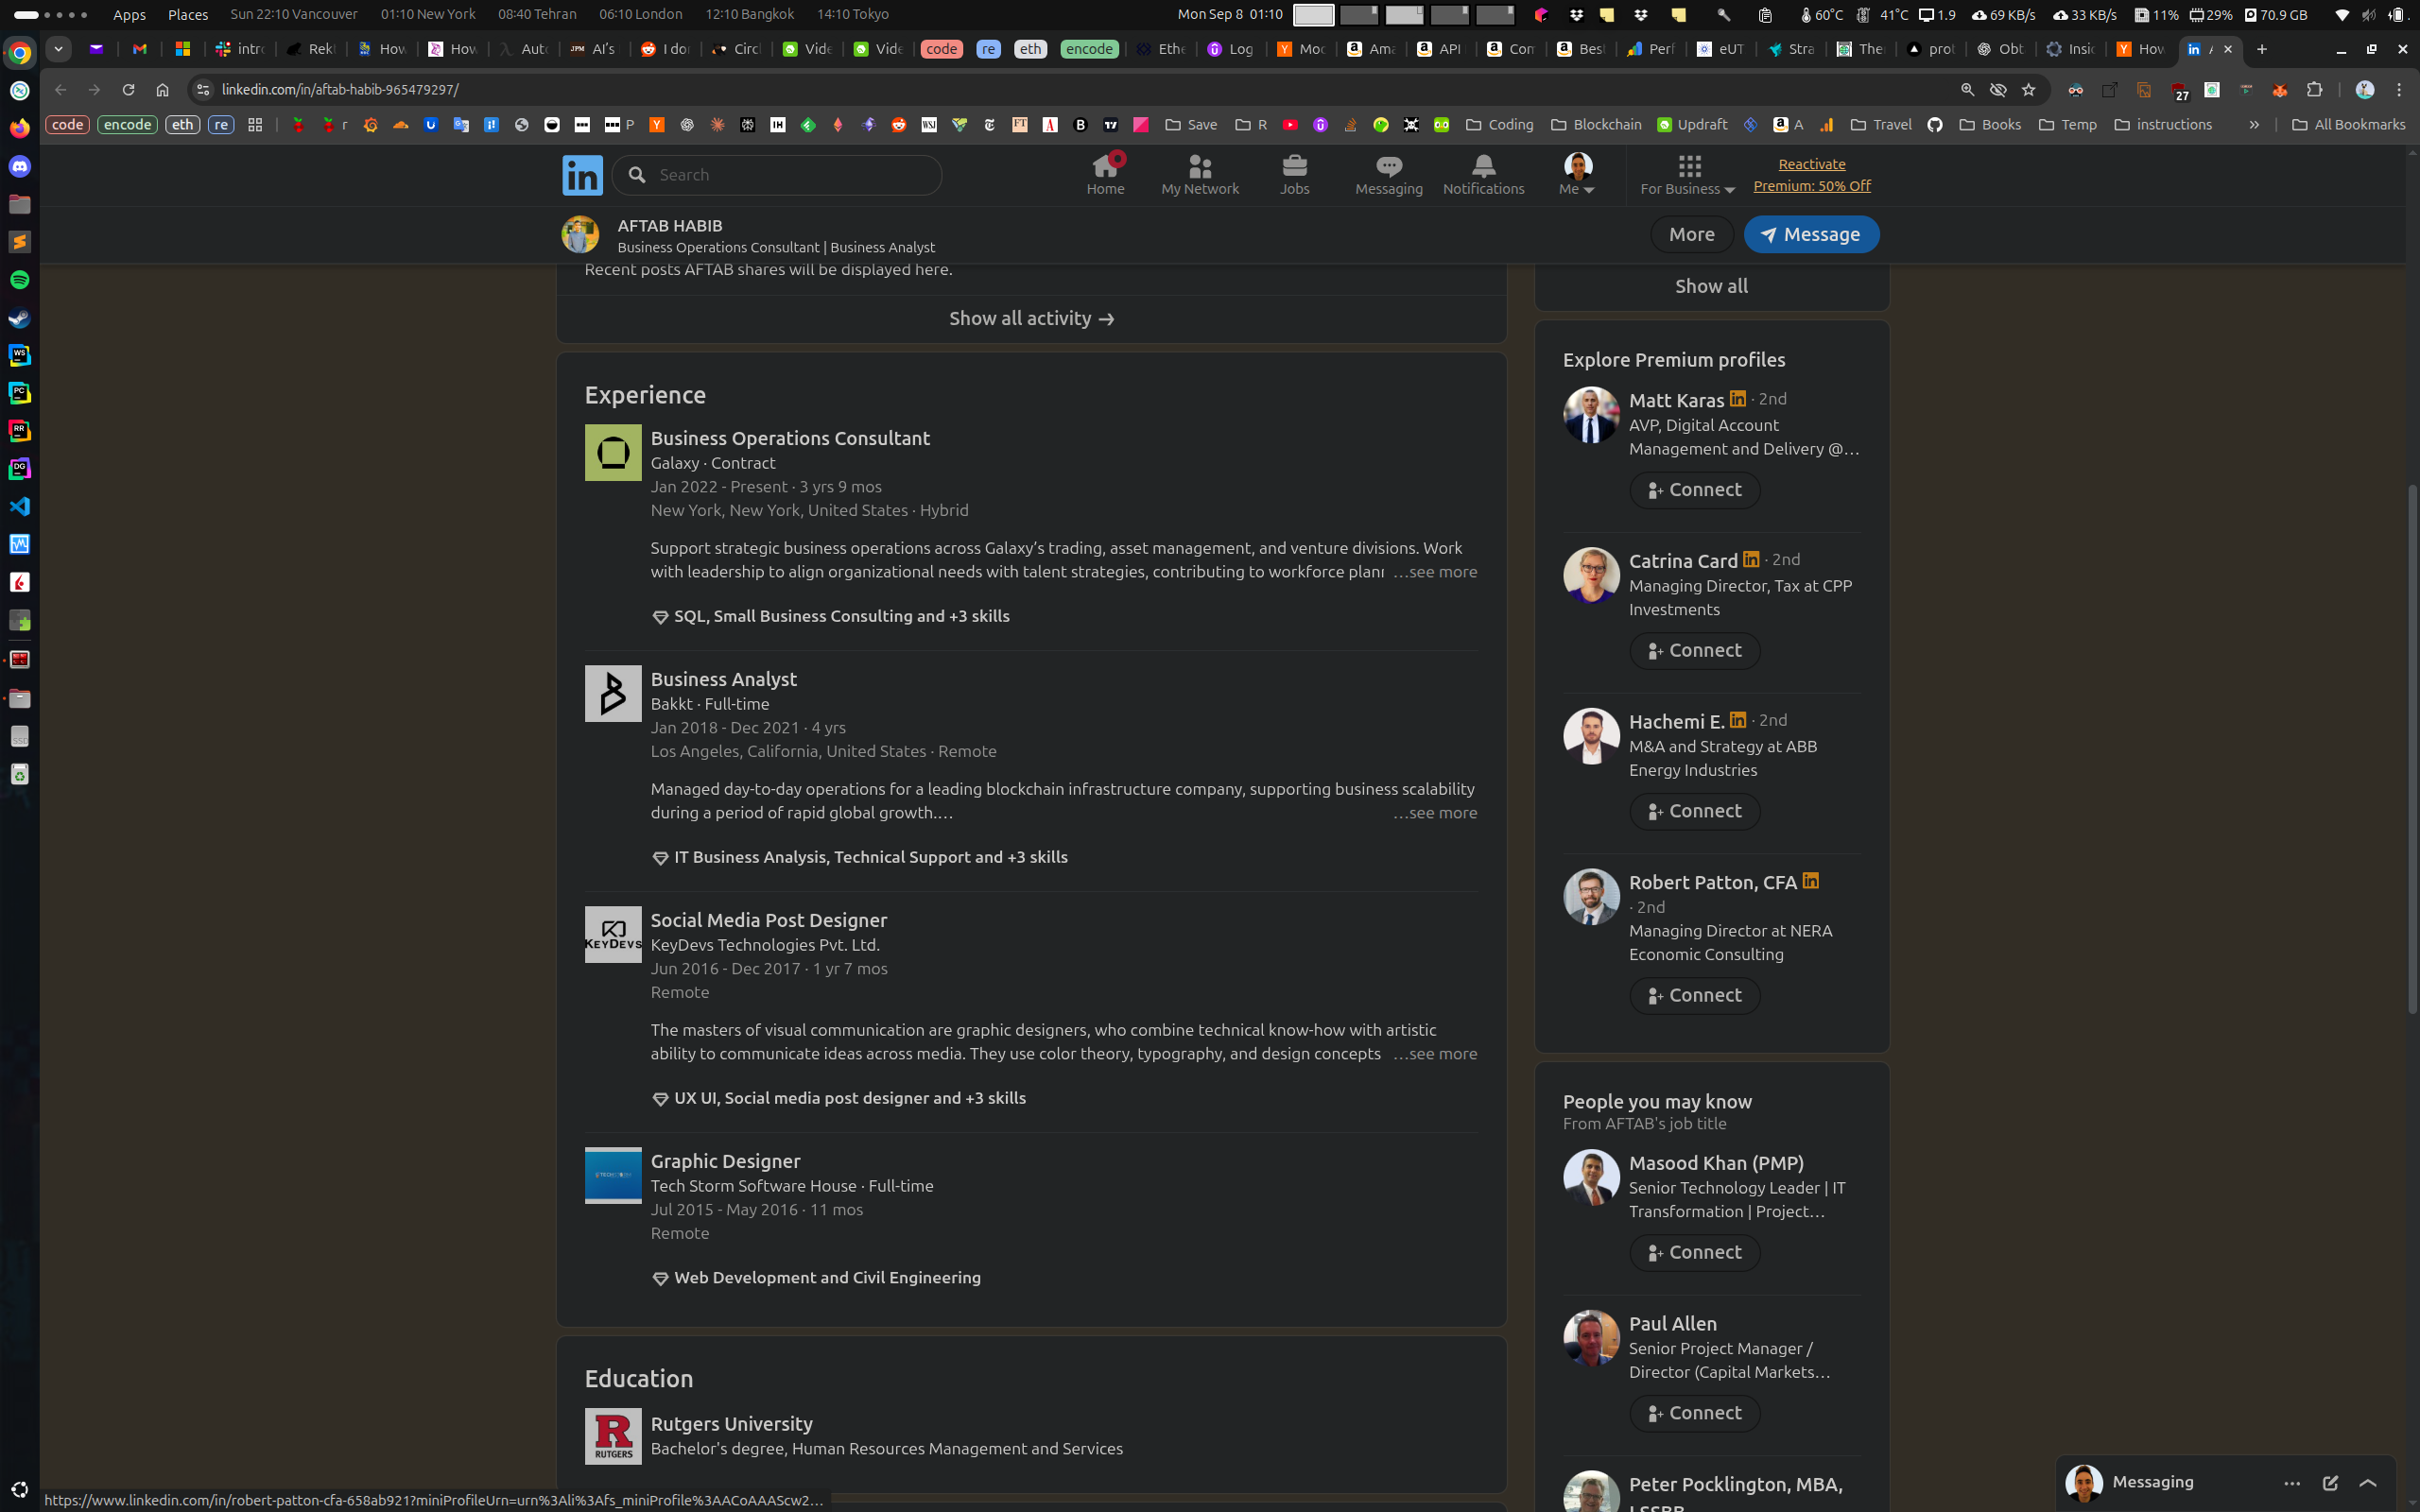 Apps Places Sun 22:10 Vancouver 01:10 New York 08:40 Tehran 06:10 London 12:10 Bangkok 14:10 Tokyo Mon Sep 8 01:10 60°C 41°C 1.9 69 KB/s 33 KB/s 11% 29% 70.9 GB
intro Rekt How How Auto AI's I don Circl Vide Vide code re eth encode Ethe Log Moc Ama API Com Best Perf eUT Stra The prot Obt Insic How
linkedin.com/in/aftab-habib-965479297/ 27
code encode eth re r P Save R Coding Blockchain Updraft A Travel Books Temp instructions » All Bookmarks
Search
Home
My Network
Jobs
Messaging
Notifications
Me
For Business
Reactivate
Premium: 50% Off
AFTAB HABIB
Business Operations Consultant | Business Analyst
More
Message
Recent posts AFTAB shares will be displayed here.
Show all activity →
Experience
Business Operations Consultant
Galaxy · Contract
Jan 2022 - Present · 3 yrs 9 mos
New York, New York, United States · Hybrid
Support strategic business operations across Galaxy's trading, asset management, and venture divisions. Work
with leadership to align organizational needs with talent strategies, contributing to workforce plann …see more
SQL, Small Business Consulting and +3 skills
Business Analyst
Bakkt · Full-time
Jan 2018 - Dec 2021 · 4 yrs
Los Angeles, California, United States · Remote
Managed day-to-day operations for a leading blockchain infrastructure company, supporting business scalability
during a period of rapid global growth.… …see more
IT Business Analysis, Technical Support and +3 skills
KEYDEVS
Social Media Post Designer
KeyDevs Technologies Pvt. Ltd.
Jun 2016 - Dec 2017 · 1 yr 7 mos
Remote
The masters of visual communication are graphic designers, who combine technical know-how with artistic
ability to communicate ideas across media. They use color theory, typography, and design concepts …see more
UX UI, Social media post designer and +3 skills
Graphic Designer
Tech Storm Software House · Full-time
Jul 2015 - May 2016 · 11 mos
Remote
Web Development and Civil Engineering
Education
RUTGERS
Rutgers University
Bachelor's degree, Human Resources Management and Services
Show all
Explore Premium profiles
Matt Karas · 2nd
AVP, Digital Account
Management and Delivery @…
Connect
Catrina Card · 2nd
Managing Director, Tax at CPP
Investments
Connect
Hachemi E. · 2nd
M&A and Strategy at ABB
Energy Industries
Connect
Robert Patton, CFA
· 2nd
Managing Director at NERA
Economic Consulting
Connect
People you may know
From AFTAB's job title
Masood Khan (PMP)
Senior Technology Leader | IT
Transformation | Project…
Connect
Paul Allen
Senior Project Manager /
Director (Capital Markets…
Connect
Peter Pocklington, MBA,
LSSBB
Messaging
https://www.linkedin.com/in/robert-patton-cfa-658ab921?miniProfileUrn=urn%3Ali%3Afs_miniProfile%3AACoAAAScw2…